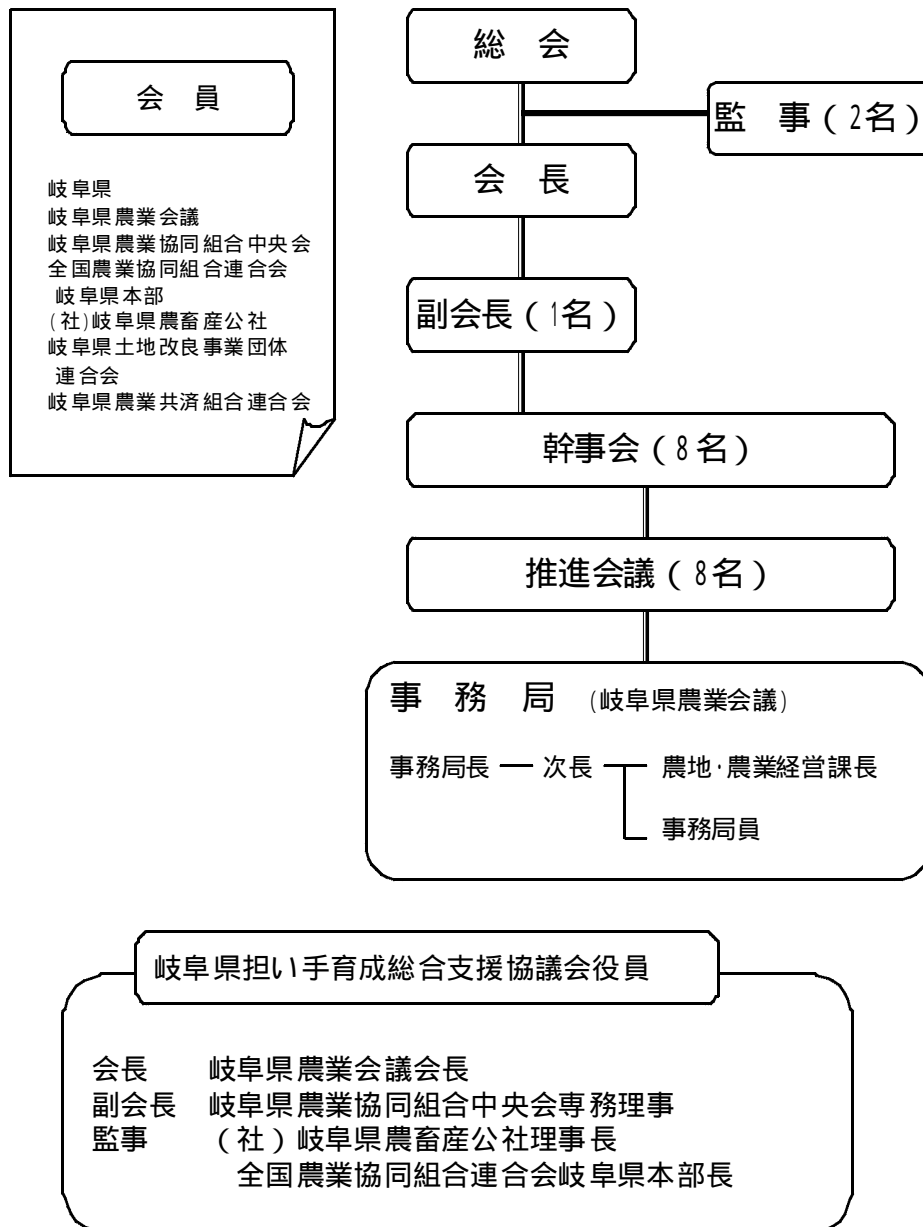 会　員
岐阜県
岐阜県農業会議
岐阜県農業協同組合中央会
全国農業協同組合連合会
岐阜県本部
(社)岐阜県農畜産公社
岐阜県土地改良事業団体
連合会
岐阜県農業共済組合連合会
総　会
監　事（2名）
会　長
副会長（1名）
幹事会（8名）
推進会議（8名）
事　務　局　(岐阜県農業会議)
事務局長 ― 次長 ― 農地・農業経営課長
事務局員
岐阜県担い手育成総合支援協議会役員
会長　岐阜県農業会議会長
副会長　岐阜県農業協同組合中央会専務理事
監事　（社）岐阜県農畜産公社理事長
全国農業協同組合連合会岐阜県本部長